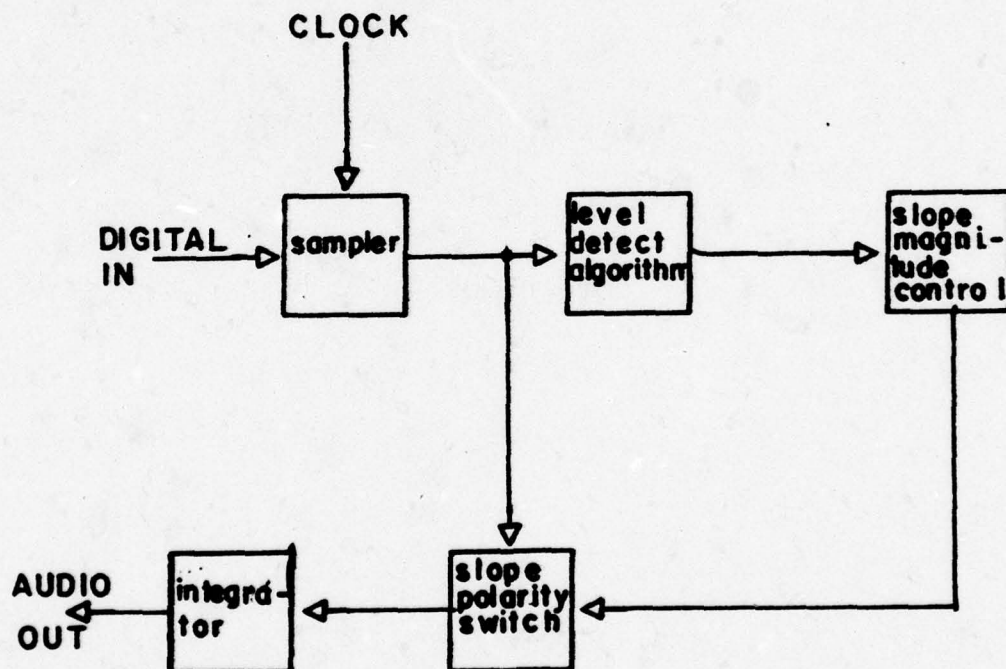 CLOCK
DIGITAL
IN
sampler
level
detect
algorithm
slope
magni-
tude
control
AUDIO
OUT
integra-
tor
slope
polarity
switch